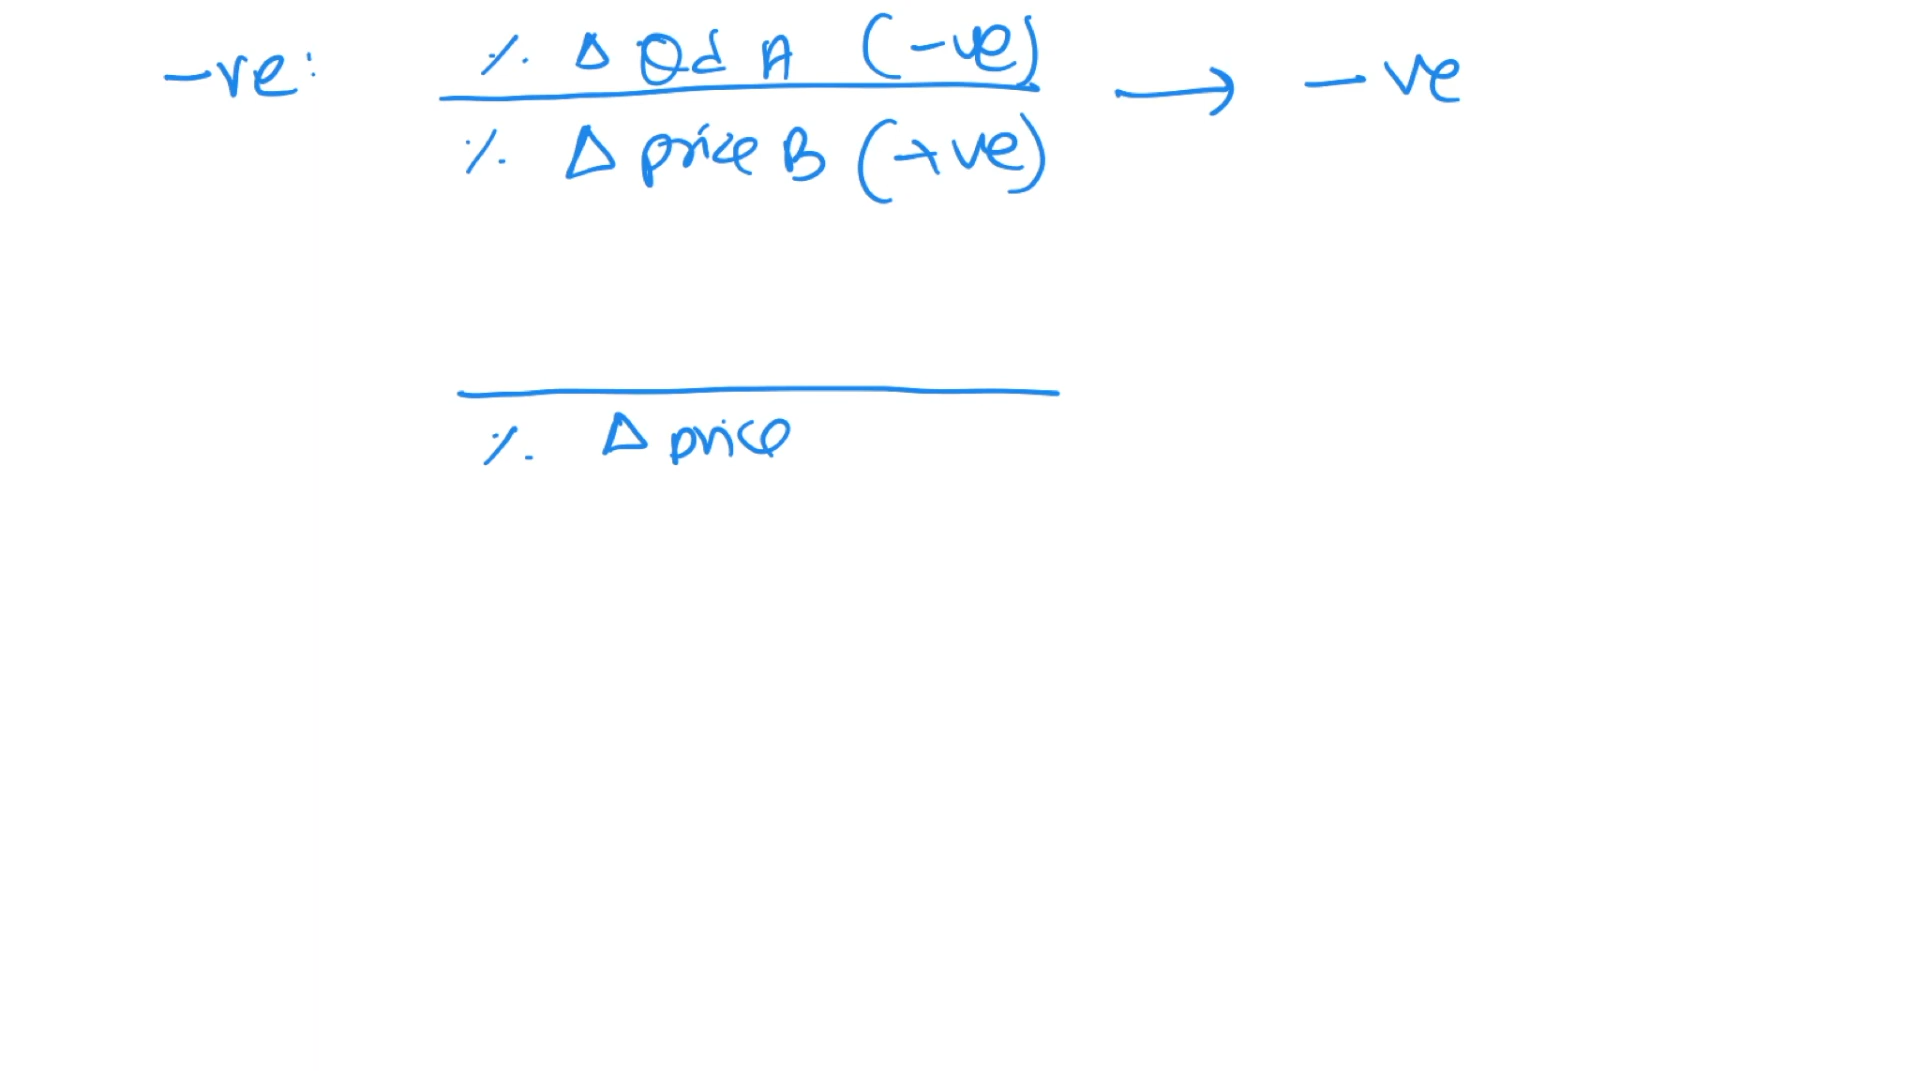 -ve: % Δ Qd A (-ve) → -ve
% Δ price B (+ve)
% Δ price